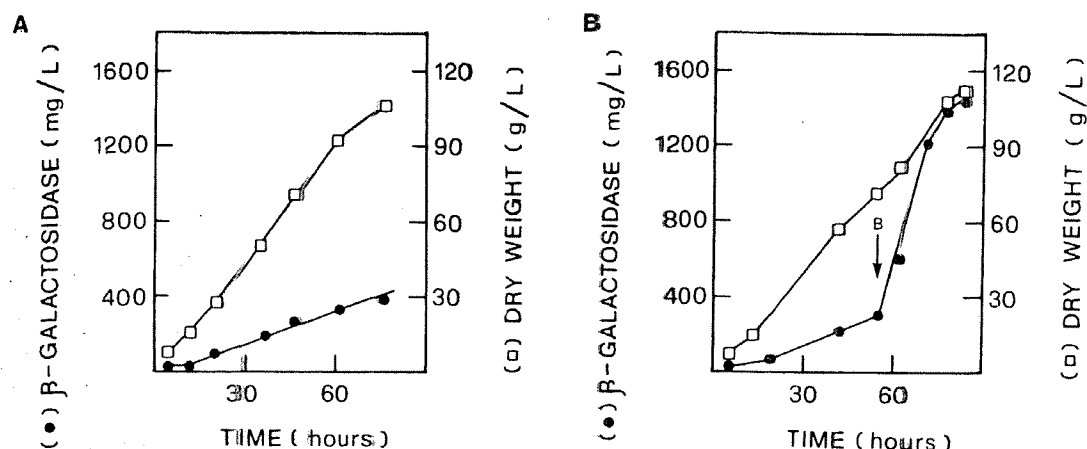 A
(●) β-GALACTOSIDASE (mg/L)
1600
1200
800
400
120
90
60
30
(□) DRY WEIGHT (g/L)
30
60
TIME (hours)
B
(●) β-GALACTOSIDASE (mg/L)
1600
1200
800
400
B
120
90
60
30
(□) DRY WEIGHT (g/L)
30
60
TIME (hours)